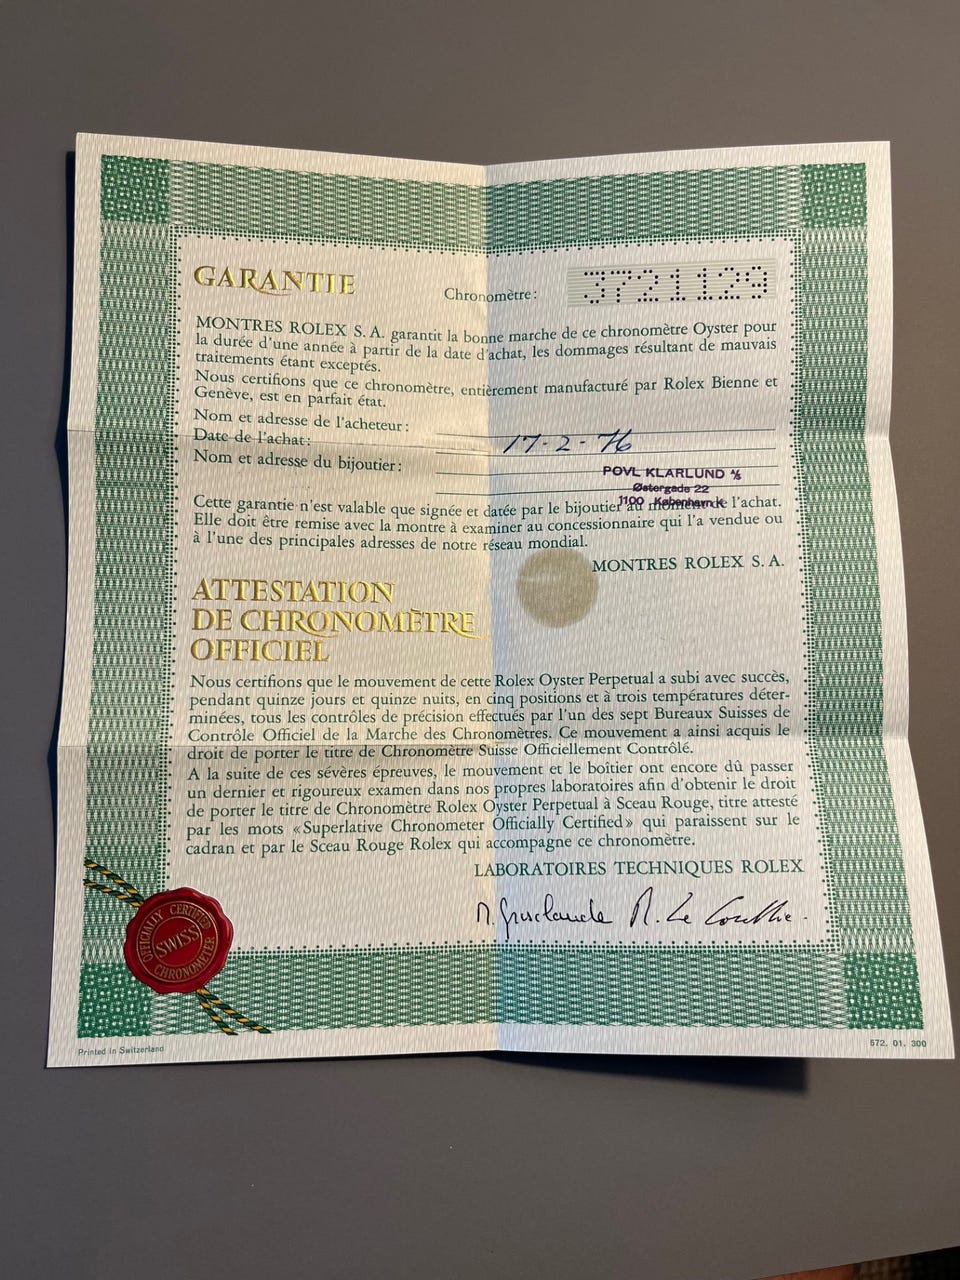 GARANTIE
Chronomètre: 3721129
MONTRES ROLEX S. A. garantit la bonne marche de ce chronomètre Oyster pour
la durée d'une année à partir de la date d'achat, les dommages résultant de mauvais
traitements étant exceptés.
Nous certifions que ce chronomètre, entièrement manufacturé par Rolex Bienne et
Genève, est en parfait état.
Nom et adresse de l'acheteur:
Date de l'achat: 17-2-76
Nom et adresse du bijoutier:
POVL KLARLUND A/S
Østergade 22
1100 København K
Cette garantie n'est valable que signée et datée par le bijoutier au moment de l'achat.
Elle doit être remise avec la montre à examiner au concessionnaire qui l'a vendue ou
à l'une des principales adresses de notre réseau mondial.
MONTRES ROLEX S. A.
ATTESTATION
DE CHRONOMÈTRE
OFFICIEL
Nous certifions que le mouvement de cette Rolex Oyster Perpetual a subi avec succès,
pendant quinze jours et quinze nuits, en cinq positions et à trois températures déter-
minées, tous les contrôles de précision effectués par l'un des sept Bureaux Suisses de
Contrôle Officiel de la Marche des Chronomètres. Ce mouvement a ainsi acquis le
droit de porter le titre de Chronomètre Suisse Officiellement Contrôlé.
A la suite de ces sévères épreuves, le mouvement et le boîtier ont encore dû passer
un dernier et rigoureux examen dans nos propres laboratoires afin d'obtenir le droit
de porter le titre de Chronomètre Rolex Oyster Perpetual à Sceau Rouge, titre attesté
par les mots «Superlative Chronometer Officially Certified» qui paraissent sur le
cadran et par le Sceau Rouge Rolex qui accompagne ce chronomètre.
LABORATOIRES TECHNIQUES ROLEX
OFFICIALLY CERTIFIED
SWISS
CHRONOMETER
Printed in Switzerland
572. 01. 300